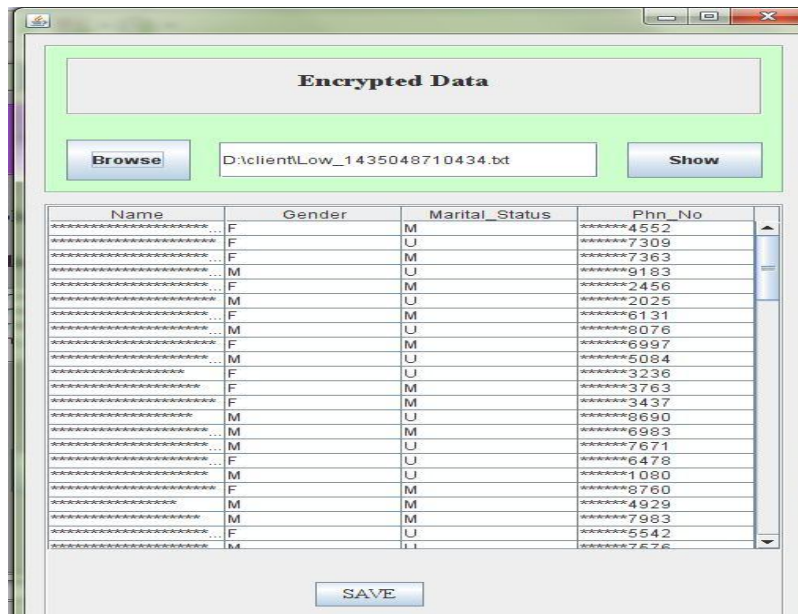 Encrypted Data
Browse D:\client\Low_1435048710434.txt Show
Name Gender Marital_Status Phn_No
********************... F M ******4552
********************* F U ******7309
********************... F M ******7363
********************... M U ******9183
********************... F M ******2456
********************* M U ******2025
********************... F M ******6131
********************... M U ******8076
********************* F M ******6997
********************... M U ******5084
***************** F U ******3236
******************* F M ******3763
********************* F M ******3437
****************** M U ******8690
********************... M M ******6983
********************... M U ******7671
********************... F U ******6478
******************** M U ******1080
********************* F M ******8760
**************** M M ******4929
******************* M M ******7983
********************... F U ******5542
******************** M U ******7576
SAVE